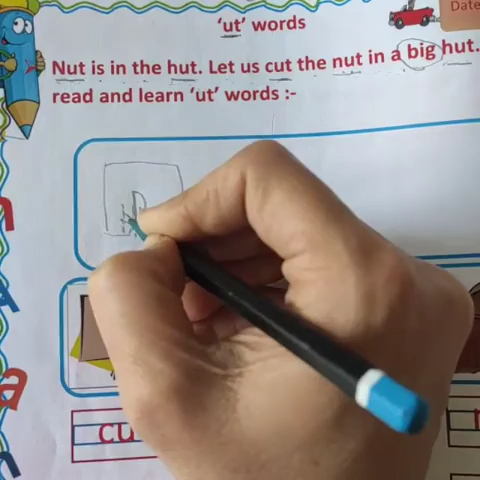 Date
'ut' words
Nut is in the hut. Let us cut the nut in a big hut.
read and learn 'ut' words :-
cu